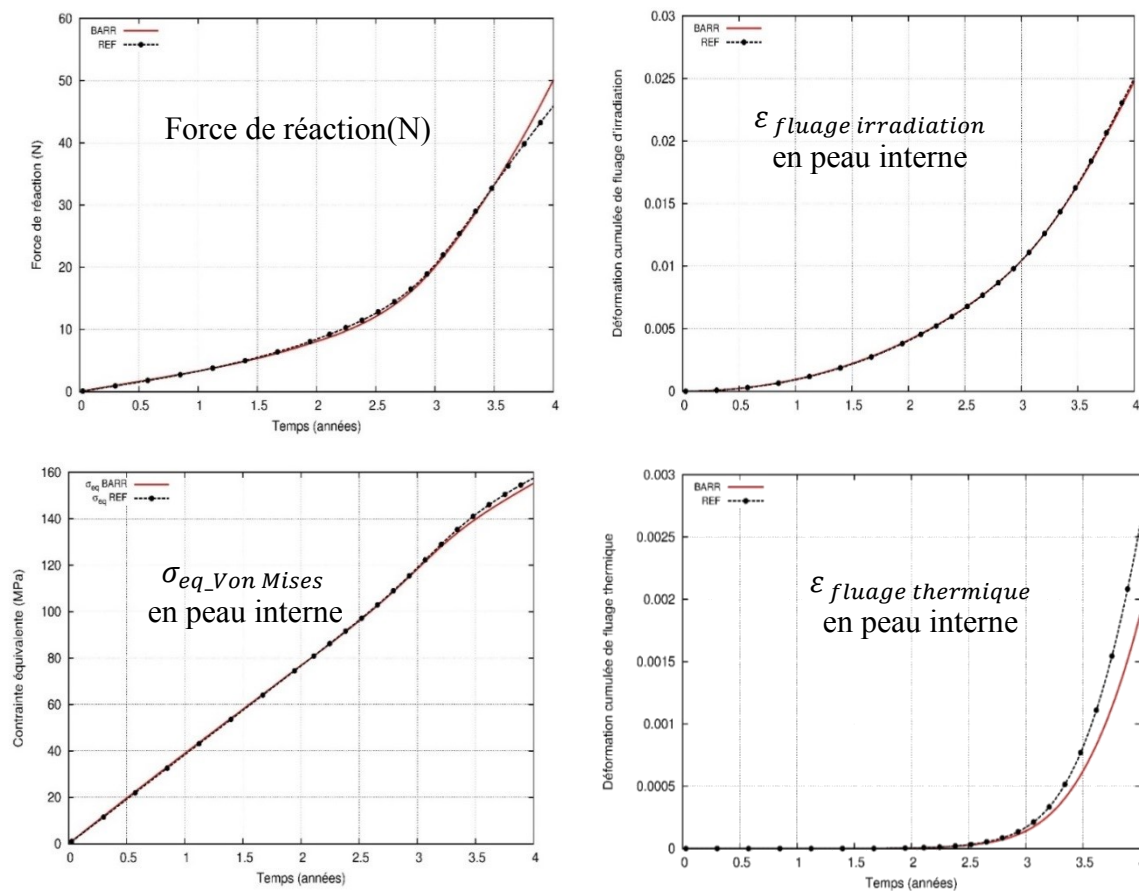 60
50
40
30
20
10
0
BARR
REF
Force de réaction(N)
Force de réaction (N)
0 0.5 1 1.5 2 2.5 3 3.5 4
Temps (années)
0.03
0.025
0.02
0.015
0.01
0.005
0
BARR
REF
ε fluage irradiation
en peau interne
Déformation cumulée de fluage d'irradiation
0 0.5 1 1.5 2 2.5 3 3.5 4
Temps (années)
160
140
120
100
80
60
40
20
0
σeq BARR
σeq REF
σeq_Von Mises
en peau interne
Contrainte équivalente (MPa)
0 0.5 1 1.5 2 2.5 3 3.5 4
Temps (années)
0.003
0.0025
0.002
0.0015
0.001
0.0005
0
BARR
REF
ε fluage thermique
en peau interne
Déformation cumulée de fluage thermique
0 0.5 1 1.5 2 2.5 3 3.5 4
Temps (années)